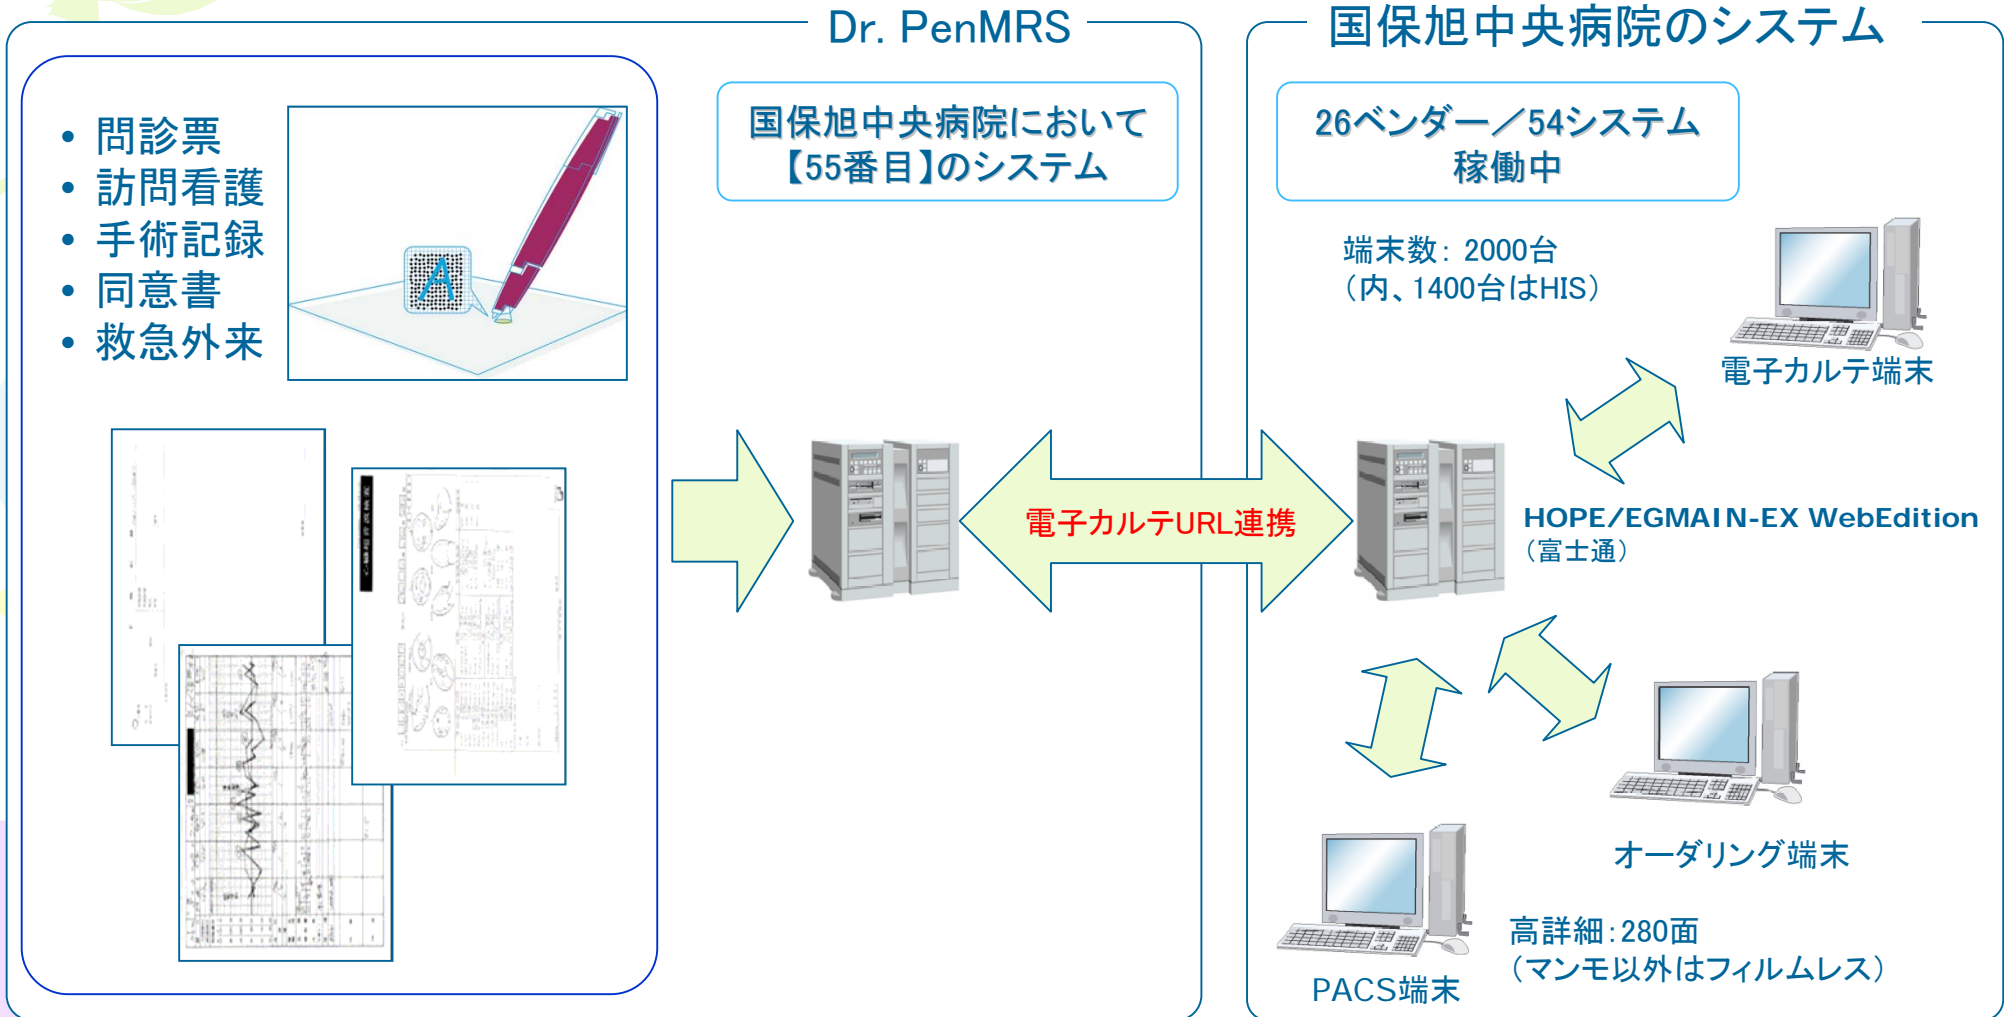 Dr. PenMRS
• 問診票
• 訪問看護
• 手術記録
• 同意書
• 救急外来
A
国保旭中央病院において
【55番目】のシステム
電子カルテURL連携
国保旭中央病院のシステム
26ベンダー／54システム
稼働中
端末数： 2000台
（内、1400台はHIS）
電子カルテ端末
HOPE/EGMAIN-EX WebEdition
（富士通）
オーダリング端末
高詳細：280面
（マンモ以外はフィルムレス）
PACS端末